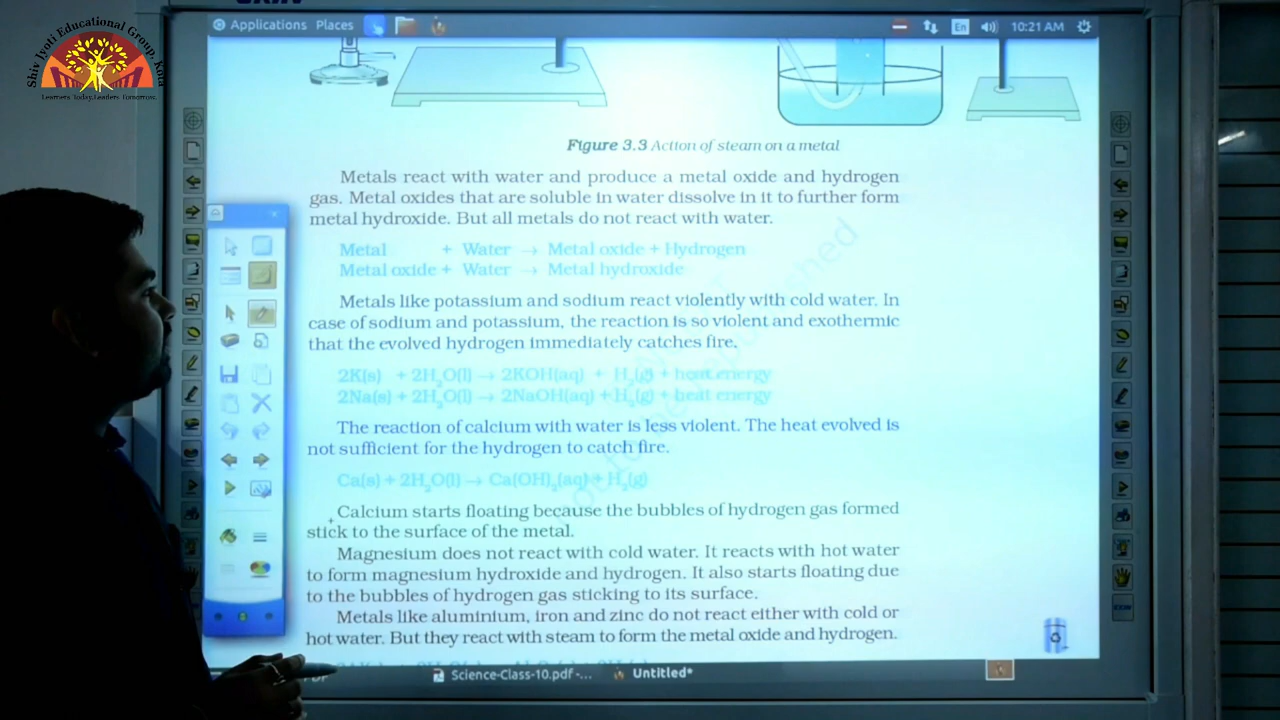 Shiv Jyoti Educational Group, Kota
Learners Today, Leaders Tomorrow.
Applications Places
En
10:21 AM
Figure 3.3 Action of steam on a metal
Metals react with water and produce a metal oxide and hydrogen
gas. Metal oxides that are soluble in water dissolve in it to further form
metal hydroxide. But all metals do not react with water.
Metal + Water → Metal oxide + Hydrogen
Metal oxide + Water → Metal hydroxide
Metals like potassium and sodium react violently with cold water. In
case of sodium and potassium, the reaction is so violent and exothermic
that the evolved hydrogen immediately catches fire.
2K(s) + 2H₂O(l) → 2KOH(aq) + H₂(g) + heat energy
2Na(s) + 2H₂O(l) → 2NaOH(aq) + H₂(g) + heat energy
The reaction of calcium with water is less violent. The heat evolved is
not sufficient for the hydrogen to catch fire.
Ca(s) + 2H₂O(l) → Ca(OH)₂(aq) + H₂(g)
Calcium starts floating because the bubbles of hydrogen gas formed
stick to the surface of the metal.
Magnesium does not react with cold water. It reacts with hot water
to form magnesium hydroxide and hydrogen. It also starts floating due
to the bubbles of hydrogen gas sticking to its surface.
Metals like aluminium, iron and zinc do not react either with cold or
hot water. But they react with steam to form the metal oxide and hydrogen.
Science-Class-10.pdf -...
Untitled*